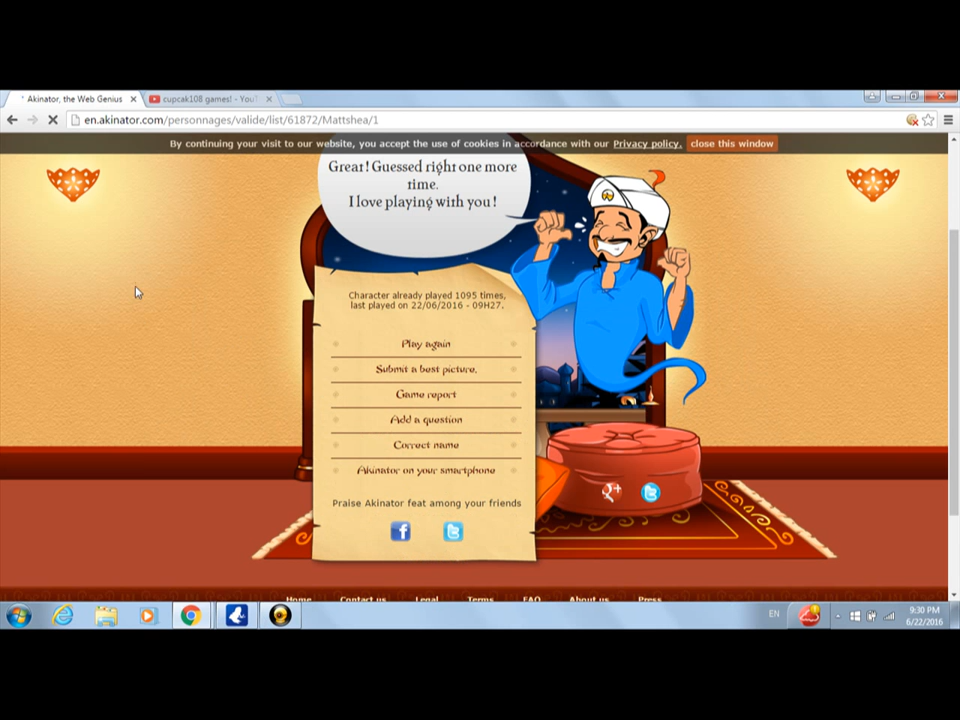 Akinator, the Web Genius
cupcak108 games! - You
en.akinator.com/personnages/valide/list/61872/Mattshea/1
By continuing your visit to our website, you accept the use of cookies in accordance with our Privacy policy. close this window
Great! Guessed right one more
time.
I love playing with you!
Character already played 1095 times,
last played on 22/06/2016 - 09H27.
Play again
Submit a best picture.
Game report
Add a question
Correct name
Akinator on your smartphone
Praise Akinator feat among your friends
Home Contact us Legal Terms FAQ About us Press
EN
9:30 PM
6/22/2016